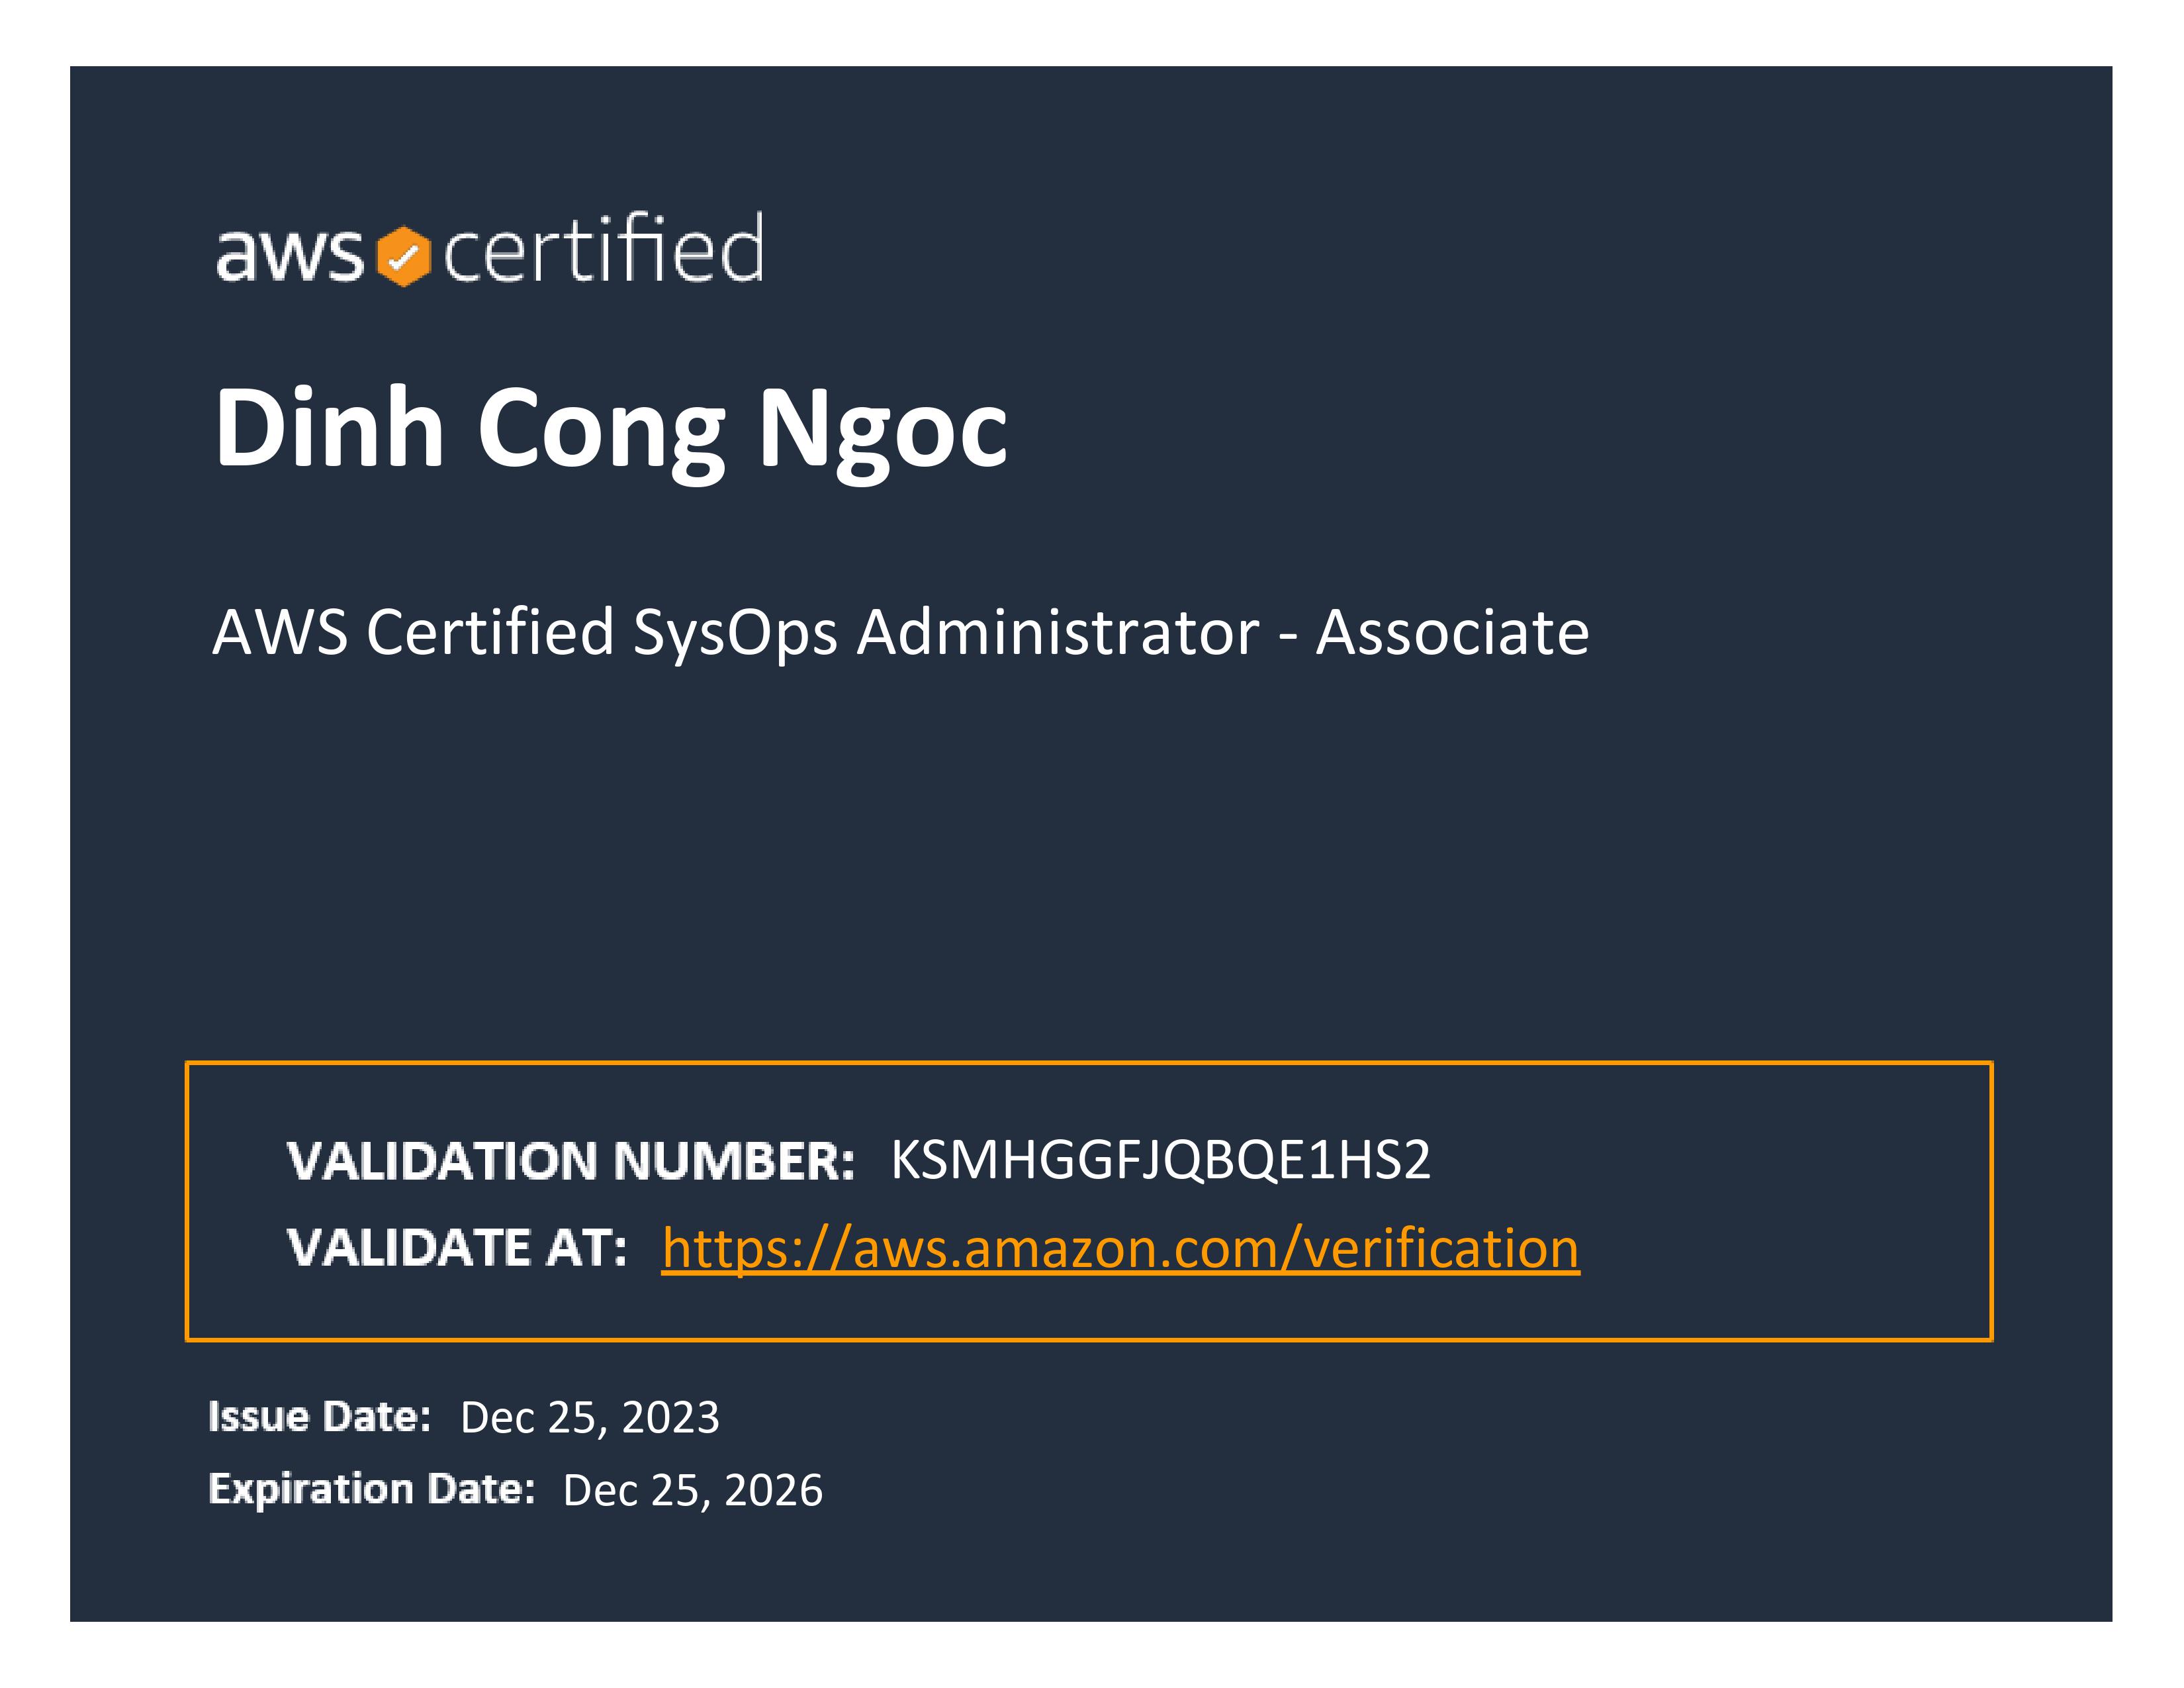 aws certified
Dinh Cong Ngoc
AWS Certified SysOps Administrator - Associate
VALIDATION NUMBER: KSMHGGFJQBQE1HS2
VALIDATE AT: https://aws.amazon.com/verification
Issue Date: Dec 25, 2023
Expiration Date: Dec 25, 2026